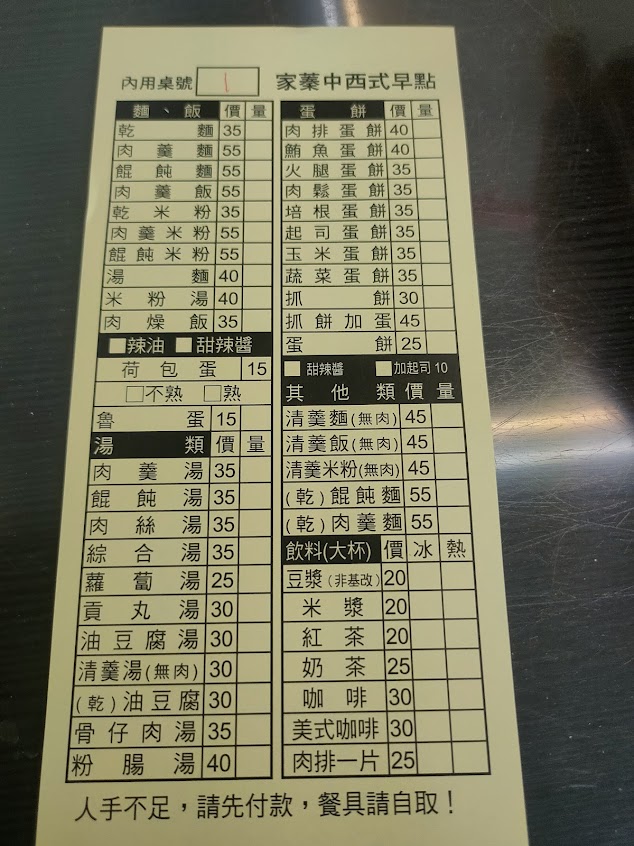 內用桌號 1 家蓁中西式早點
麵、飯 價 量
乾麵 35
肉羹麵 55
餛飩麵 55
肉羹飯 55
乾米粉 35
肉羹米粉 55
餛飩米粉 55
湯麵 40
米粉湯 40
肉燥飯 35
辣油 甜辣醬
荷包蛋 15
不熟 熟
魯蛋 15
湯類 價 量
肉羹湯 35
餛飩湯 35
肉絲湯 35
綜合湯 35
蘿蔔湯 25
貢丸湯 30
油豆腐湯 30
清羹湯(無肉) 30
(乾)油豆腐 30
骨仔肉湯 35
粉腸湯 40
蛋餅 價 量
肉排蛋餅 40
鮪魚蛋餅 40
火腿蛋餅 35
肉鬆蛋餅 35
培根蛋餅 35
起司蛋餅 35
玉米蛋餅 35
蔬菜蛋餅 35
抓餅 30
抓餅加蛋 45
蛋餅 25
甜辣醬 加起司 10
其他類 價 量
清羹麵(無肉) 45
清羹飯(無肉) 45
清羹米粉(無肉) 45
(乾)餛飩麵 55
(乾)肉羹麵 55
飲料(大杯) 價 冰 熱
豆漿(非基改) 20
米漿 20
紅茶 20
奶茶 25
咖啡 30
美式咖啡 30
肉排一片 25
人手不足，請先付款，餐具請自取！